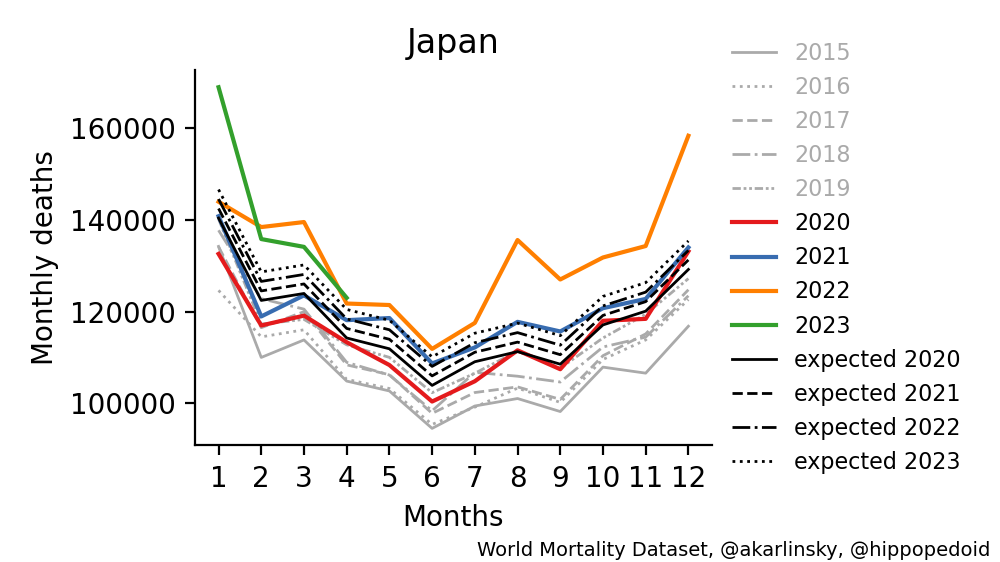 Japan
Monthly deaths
160000
140000
120000
100000
1 2 3 4 5 6 7 8 9 10 11 12
Months
2015
2016
2017
2018
2019
2020
2021
2022
2023
expected 2020
expected 2021
expected 2022
expected 2023
World Mortality Dataset, @akarlinsky, @hippopedoid